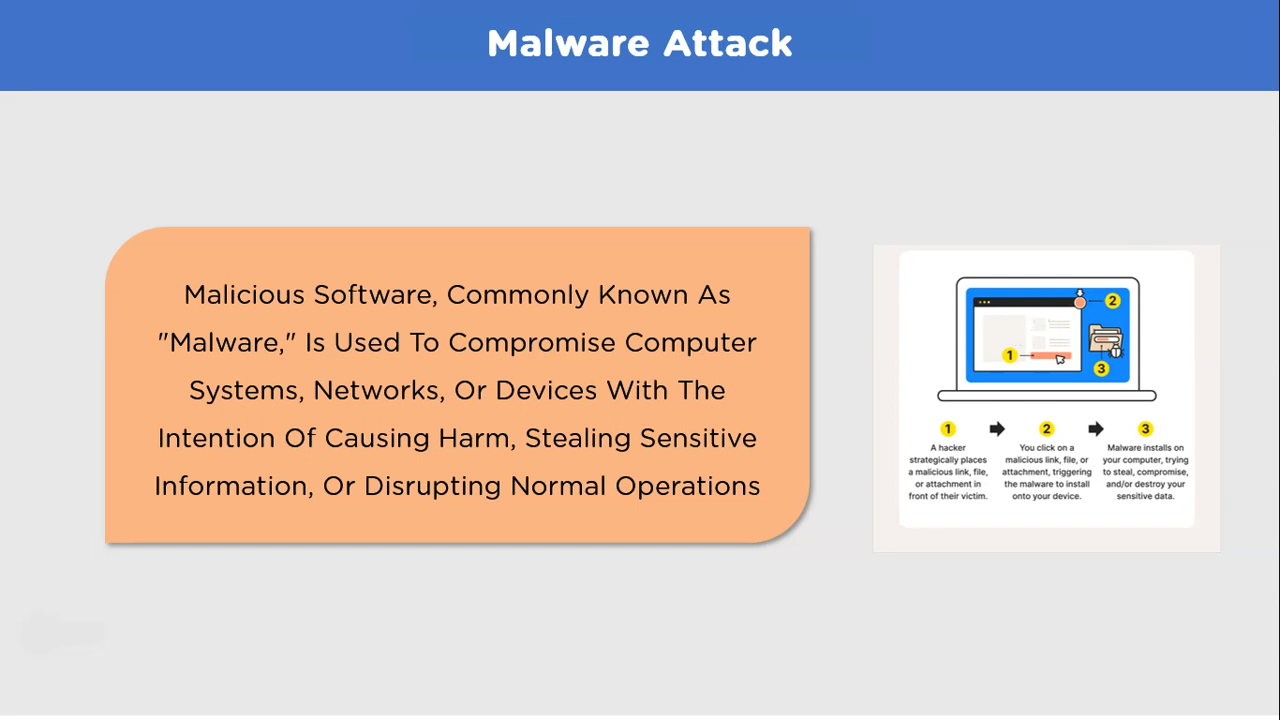 Malware Attack
Malicious Software, Commonly Known As
"Malware," Is Used To Compromise Computer
Systems, Networks, Or Devices With The
Intention Of Causing Harm, Stealing Sensitive
Information, Or Disrupting Normal Operations
2
1
3
1
A hacker
strategically places
a malicious link, file,
or attachment in
front of their victim.
2
You click on a
malicious link, file, or
attachment, triggering
the malware to install
onto your device.
3
Malware installs on
your computer, trying
to steal, compromise,
and/or destroy your
sensitive data.